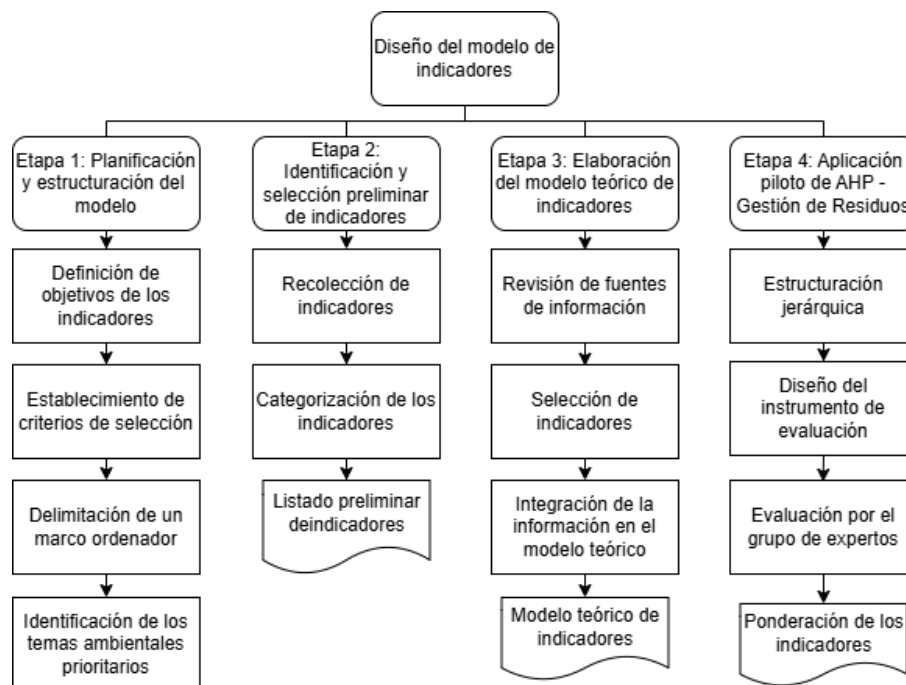 Diseño del modelo de
indicadores
Etapa 1: Planificación
y estructuración del
modelo
Definición de
objetivos de los
indicadores
Establecimiento de
criterios de selección
Delimitación de un
marco ordenador
Identificación de los
temas ambientales
prioritarios
Etapa 2:
Identificación y
selección preliminar
de indicadores
Recolección de
indicadores
Categorización de los
indicadores
Listado preliminar
deindicadores
Etapa 3: Elaboración
del modelo teórico de
indicadores
Revisión de fuentes
de información
Selección de
indicadores
Integración de la
información en el
modelo teórico
Modelo teórico de
indicadores
Etapa 4: Aplicación
piloto de AHP -
Gestión de Residuos
Estructuración
jerárquica
Diseño del
instrumento de
evaluación
Evaluación por el
grupo de expertos
Ponderación de los
indicadores